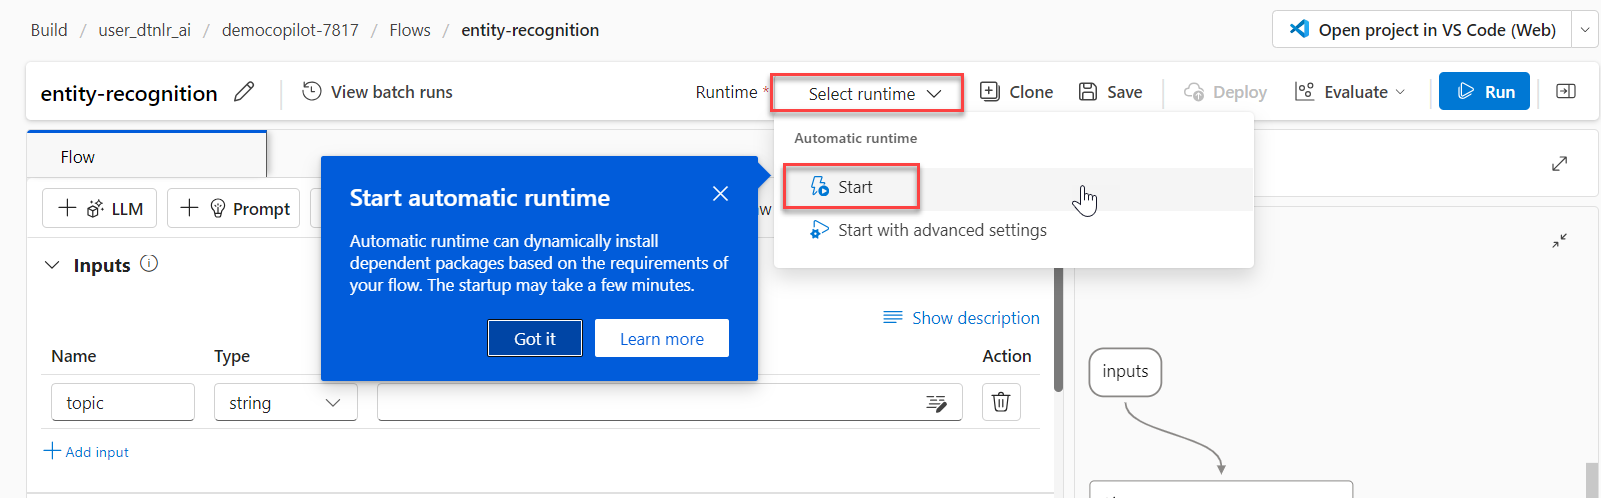 Build / user_dtnlr_ai / democopilot-7817 / Flows / entity-recognition
Open project in VS Code (Web)
entity-recognition
View batch runs
Runtime *
Select runtime
Clone
Save
Deploy
Evaluate
Run
Automatic runtime
Start
Start with advanced settings
Flow
LLM
Prompt
Start automatic runtime
Automatic runtime can dynamically install
dependent packages based on the requirements of
your flow. The startup may take a few minutes.
Got it
Learn more
Inputs
Show description
Name
Type
Action
topic
string
Add input
inputs